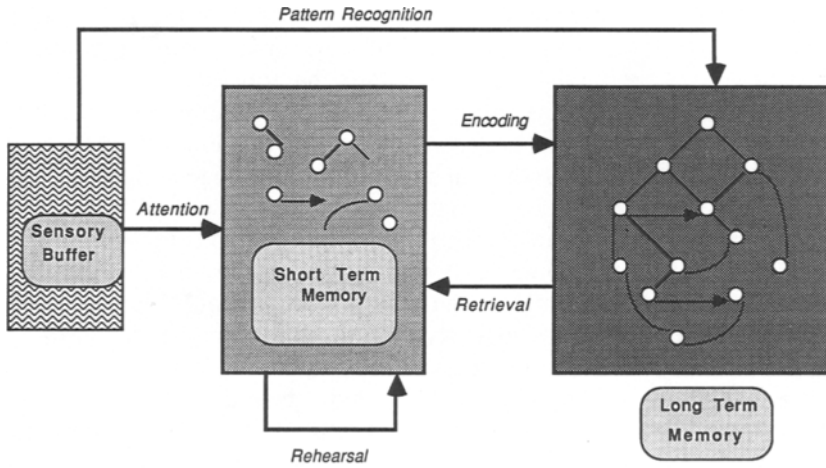 Pattern Recognition
Encoding
Attention
Sensory
Buffer
Short Term
Memory
Retrieval
Long Term
Memory
Rehearsal